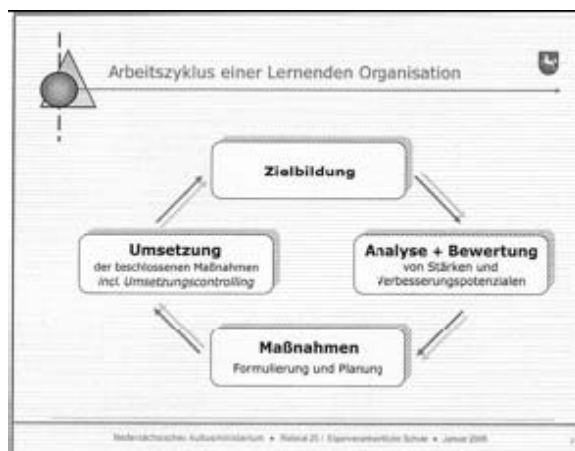 Arbeitszyklus einer Lernenden Organisation
Zielbildung
Analyse + Bewertung
von Stärken und
Verbesserungspotenzialen
Maßnahmen
Formulierung und Planung
Umsetzung
der beschlossenen Maßnahmen
incl. Umsetzungscontrolling
Niedersächsisches Kultusministerium • Referat 25 / Eigenverantwortliche Schule • Januar